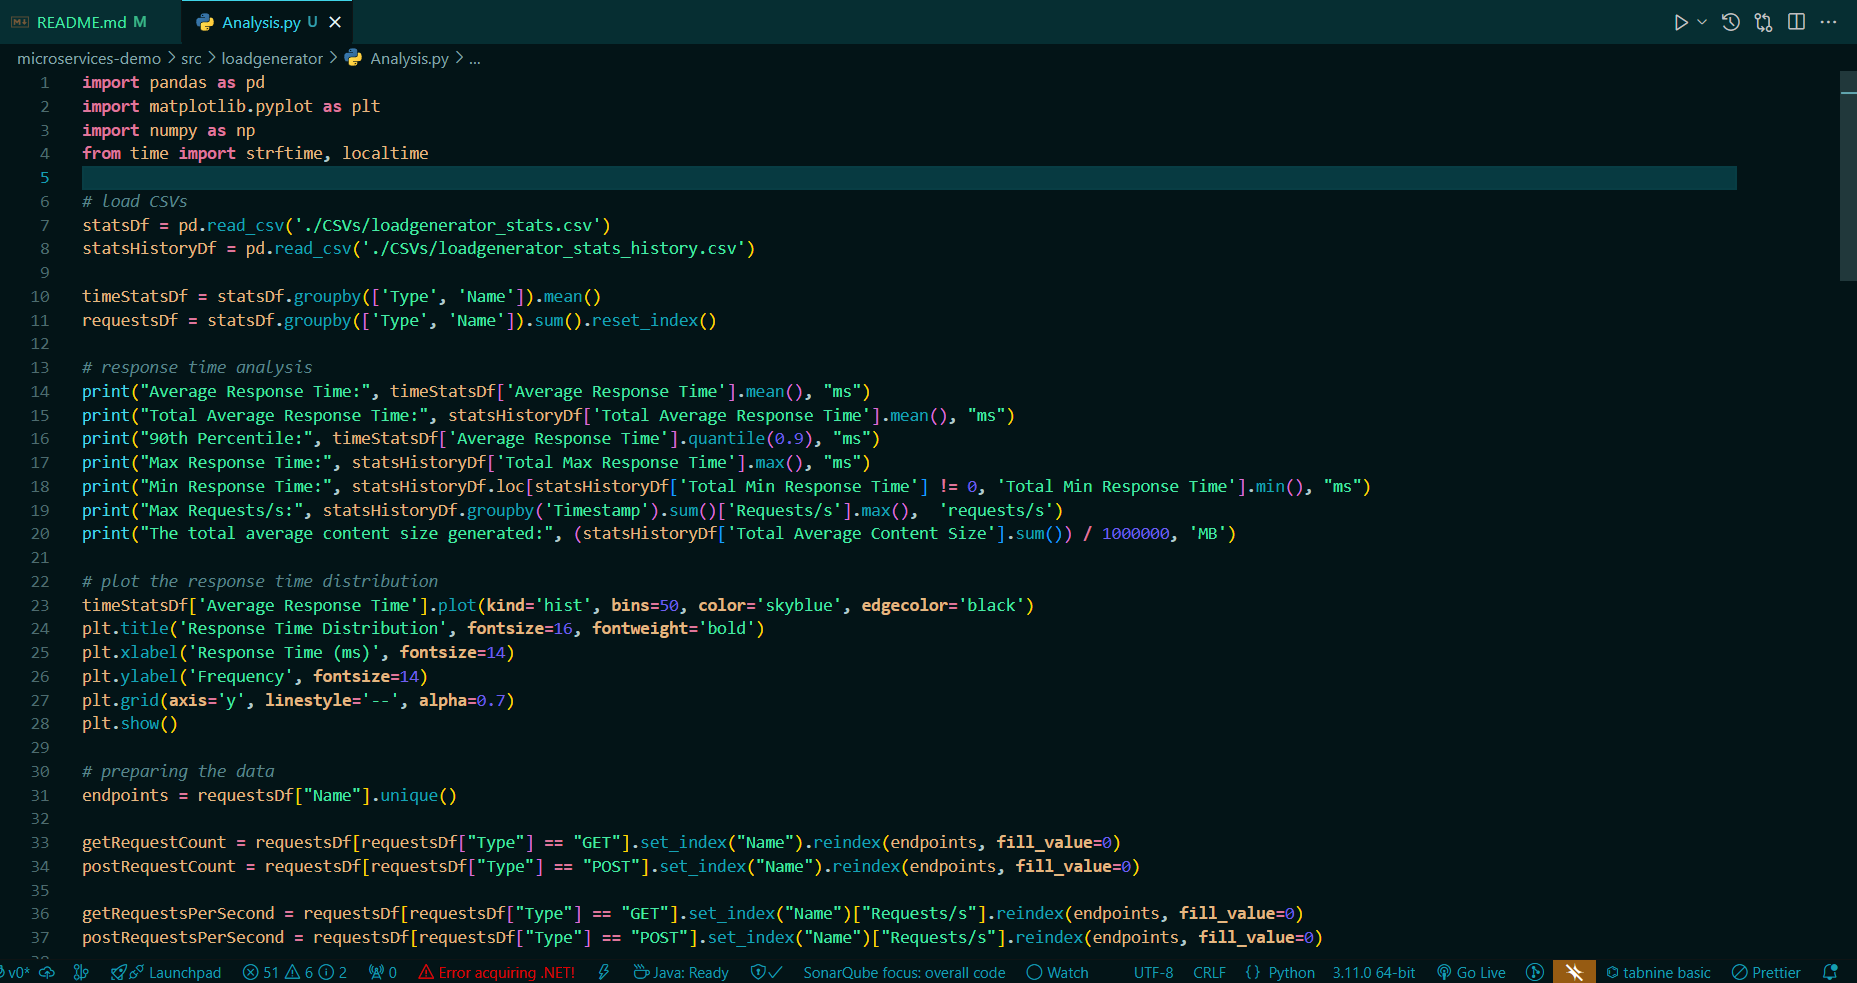 README.md M
Analysis.py U
microservices-demo > src > loadgenerator > Analysis.py > ...
1 import pandas as pd
2 import matplotlib.pyplot as plt
3 import numpy as np
4 from time import strftime, localtime
5
6 # load CSVs
7 statsDf = pd.read_csv('./CSVs/loadgenerator_stats.csv')
8 statsHistoryDf = pd.read_csv('./CSVs/loadgenerator_stats_history.csv')
9
10 timeStatsDf = statsDf.groupby(['Type', 'Name']).mean()
11 requestsDf = statsDf.groupby(['Type', 'Name']).sum().reset_index()
12
13 # response time analysis
14 print("Average Response Time:", timeStatsDf['Average Response Time'].mean(), "ms")
15 print("Total Average Response Time:", statsHistoryDf['Total Average Response Time'].mean(), "ms")
16 print("90th Percentile:", timeStatsDf['Average Response Time'].quantile(0.9), "ms")
17 print("Max Response Time:", statsHistoryDf['Total Max Response Time'].max(), "ms")
18 print("Min Response Time:", statsHistoryDf.loc[statsHistoryDf['Total Min Response Time'] != 0, 'Total Min Response Time'].min(), "ms")
19 print("Max Requests/s:", statsHistoryDf.groupby('Timestamp').sum()['Requests/s'].max(),  'requests/s')
20 print("The total average content size generated:", (statsHistoryDf['Total Average Content Size'].sum()) / 1000000, 'MB')
21
22 # plot the response time distribution
23 timeStatsDf['Average Response Time'].plot(kind='hist', bins=50, color='skyblue', edgecolor='black')
24 plt.title('Response Time Distribution', fontsize=16, fontweight='bold')
25 plt.xlabel('Response Time (ms)', fontsize=14)
26 plt.ylabel('Frequency', fontsize=14)
27 plt.grid(axis='y', linestyle='--', alpha=0.7)
28 plt.show()
29
30 # preparing the data
31 endpoints = requestsDf["Name"].unique()
32
33 getRequestCount = requestsDf[requestsDf["Type"] == "GET"].set_index("Name").reindex(endpoints, fill_value=0)
34 postRequestCount = requestsDf[requestsDf["Type"] == "POST"].set_index("Name").reindex(endpoints, fill_value=0)
35
36 getRequestsPerSecond = requestsDf[requestsDf["Type"] == "GET"].set_index("Name")["Requests/s"].reindex(endpoints, fill_value=0)
37 postRequestsPerSecond = requestsDf[requestsDf["Type"] == "POST"].set_index("Name")["Requests/s"].reindex(endpoints, fill_value=0)
v0* Launchpad 51 6 2 0 Error acquiring .NET! Java: Ready SonarQube focus: overall code Watch UTF-8 CRLF {} Python 3.11.0 64-bit Go Live tabnine basic Prettier